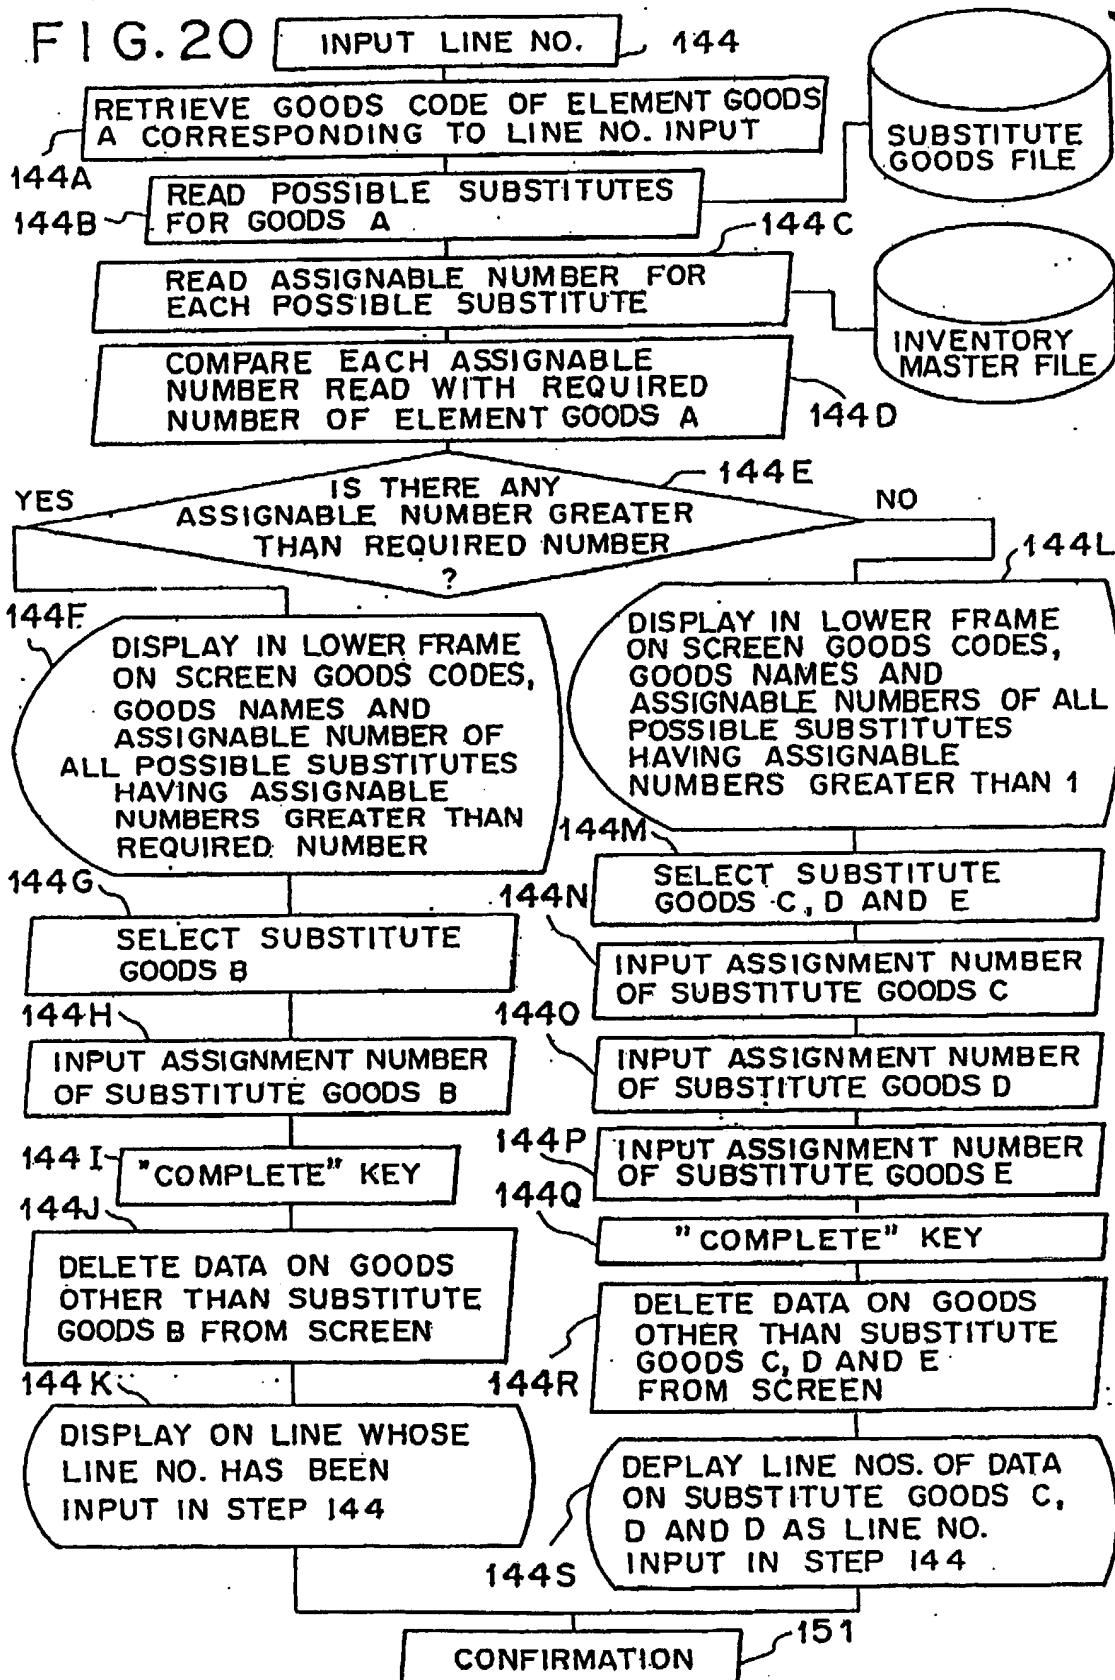 FIG.20
INPUT LINE NO.
144
RETRIEVE GOODS CODE OF ELEMENT GOODS
A CORRESPONDING TO LINE NO. INPUT
144A
SUBSTITUTE
GOODS FILE
READ POSSIBLE SUBSTITUTES
FOR GOODS A
144B
144C
READ ASSIGNABLE NUMBER FOR
EACH POSSIBLE SUBSTITUTE
INVENTORY
MASTER FILE
COMPARE EACH ASSIGNABLE
NUMBER READ WITH REQUIRED
NUMBER OF ELEMENT GOODS A
144D
144E
IS THERE ANY
ASSIGNABLE NUMBER GREATER
THAN REQUIRED NUMBER
?
YES
NO
144F
DISPLAY IN LOWER FRAME
ON SCREEN GOODS CODES,
GOODS NAMES AND
ASSIGNABLE NUMBER OF
ALL POSSIBLE SUBSTITUTES
HAVING ASSIGNABLE
NUMBERS GREATER THAN
REQUIRED NUMBER
144G
SELECT SUBSTITUTE
GOODS B
144H
INPUT ASSIGNMENT NUMBER
OF SUBSTITUTE GOODS B
144I
"COMPLETE" KEY
144J
DELETE DATA ON GOODS
OTHER THAN SUBSTITUTE
GOODS B FROM SCREEN
144K
DISPLAY ON LINE WHOSE
LINE NO. HAS BEEN
INPUT IN STEP 144
144L
DISPLAY IN LOWER FRAME
ON SCREEN GOODS CODES,
GOODS NAMES AND
ASSIGNABLE NUMBERS OF ALL
POSSIBLE SUBSTITUTES
HAVING ASSIGNABLE
NUMBERS GREATER THAN 1
144M
SELECT SUBSTITUTE
GOODS C, D AND E
144N
INPUT ASSIGNMENT NUMBER
OF SUBSTITUTE GOODS C
144O
INPUT ASSIGNMENT NUMBER
OF SUBSTITUTE GOODS D
144P
INPUT ASSIGNMENT NUMBER
OF SUBSTITUTE GOODS E
144Q
"COMPLETE" KEY
DELETE DATA ON GOODS
OTHER THAN SUBSTITUTE
GOODS C, D AND E
FROM SCREEN
144R
DEPLAY LINE NOS. OF DATA
ON SUBSTITUTE GOODS C,
D AND D AS LINE NO.
INPUT IN STEP 144
144S
151
CONFIRMATION